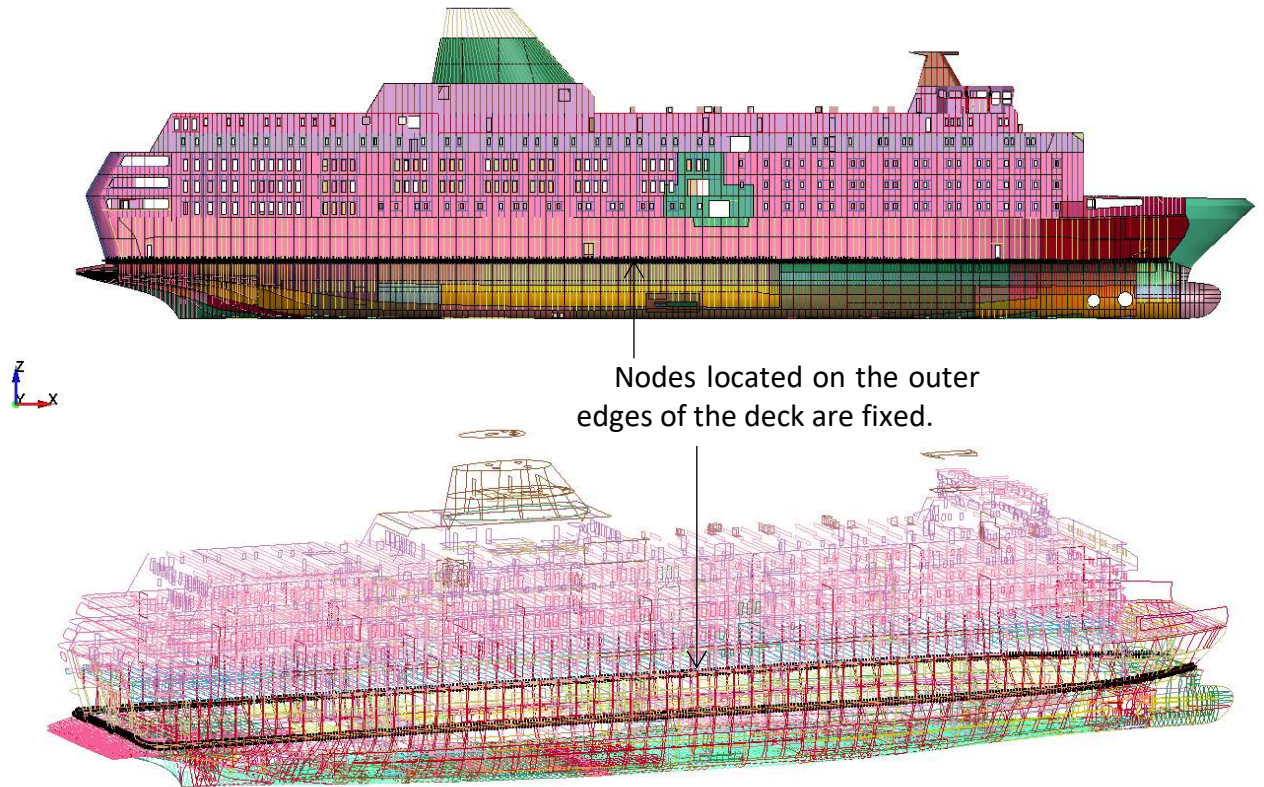 Z
Y X
Nodes located on the outer
edges of the deck are fixed.